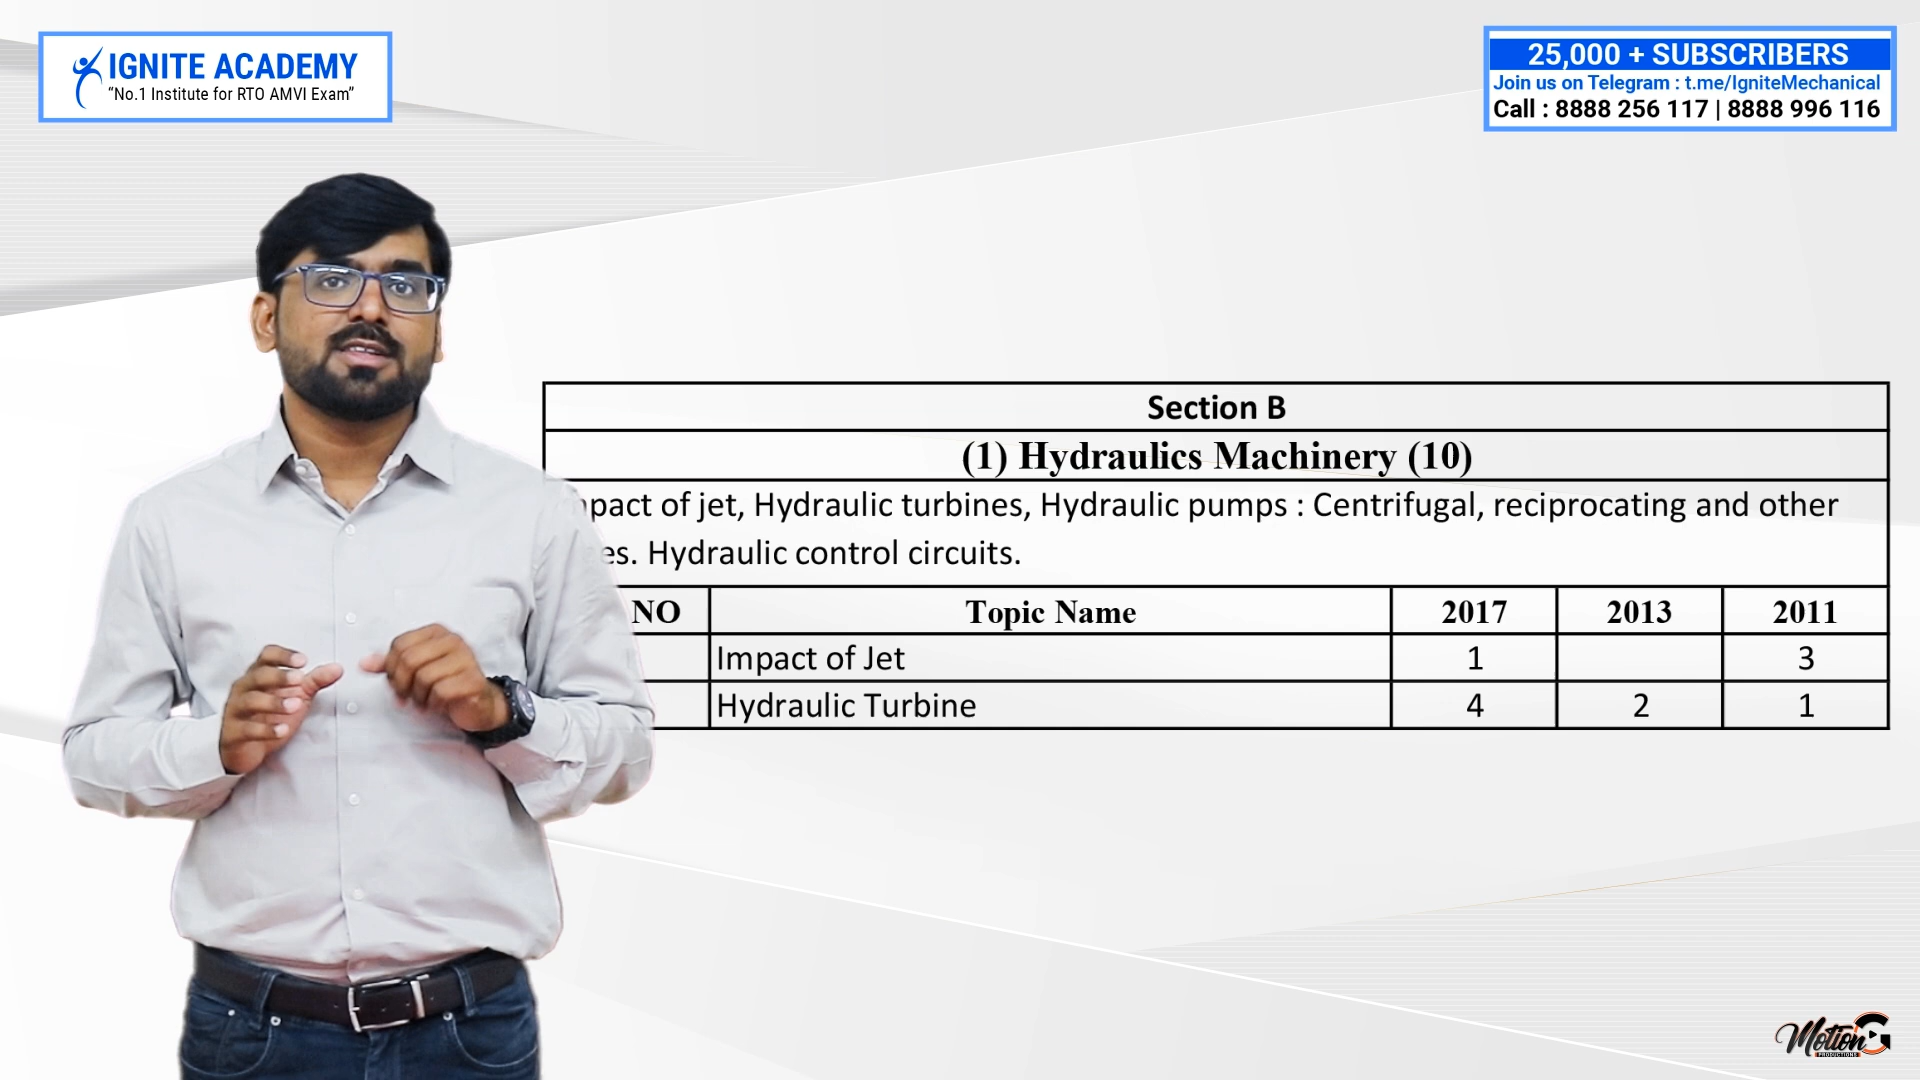 IGNITE ACADEMY
“No.1 Institute for RTO AMVI Exam”
25,000 + SUBSCRIBERS
Join us on Telegram : t.me/IgniteMechanical
Call : 8888 256 117 | 8888 996 116
Section B
(1) Hydraulics Machinery (10)
of jet, Hydraulic turbines, Hydraulic pumps : Centrifugal, reciprocating and other
Hydraulic control circuits.
NO Topic Name 2017 2013 2011
Impact of Jet 1 3
Hydraulic Turbine 4 2 1
Motion G
PRODUCTIONS